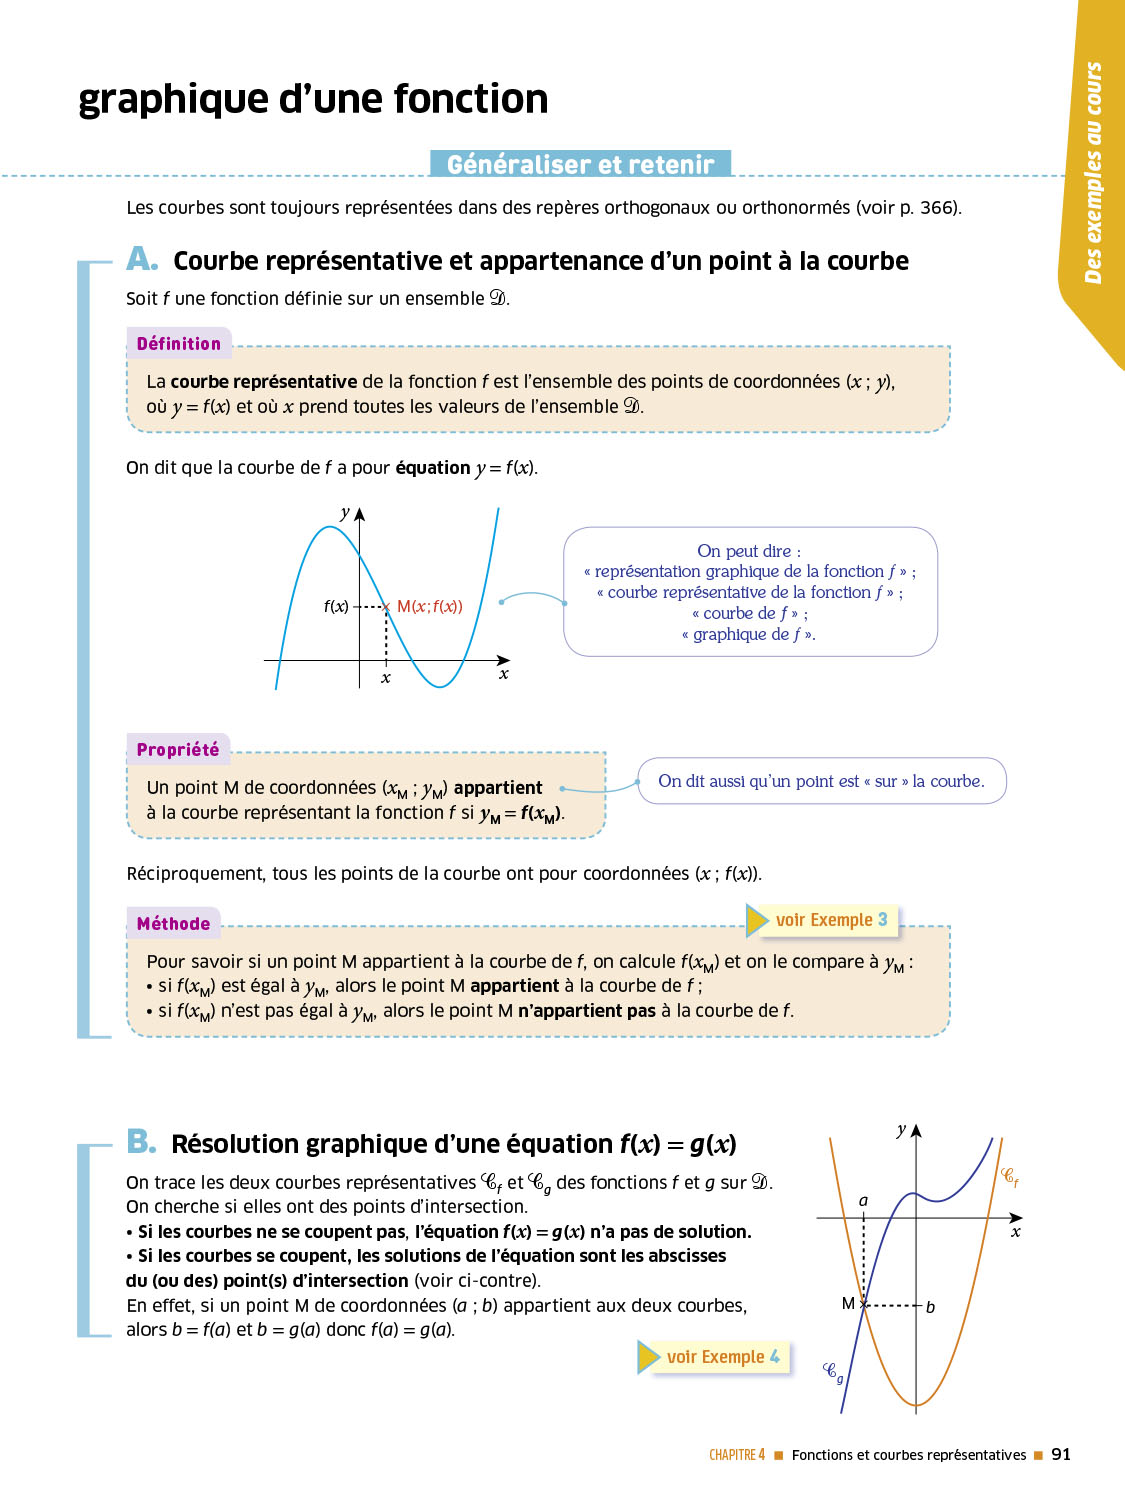 graphique d’une fonction
Des exemples au cours
Généraliser et retenir
Les courbes sont toujours représentées dans des repères orthogonaux ou orthonormés (voir p. 366).
A. Courbe représentative et appartenance d’un point à la courbe
Soit f une fonction définie sur un ensemble 𝒟.
Définition
La courbe représentative de la fonction f est l’ensemble des points de coordonnées (x ; y),
où y = f(x) et où x prend toutes les valeurs de l’ensemble 𝒟.
On dit que la courbe de f a pour équation y = f(x).
y
f(x)
M(x ; f(x))
x
x
On peut dire :
« représentation graphique de la fonction f » ;
« courbe représentative de la fonction f » ;
« courbe de f » ;
« graphique de f ».
Propriété
Un point M de coordonnées (x_M ; y_M) appartient
à la courbe représentant la fonction f si y_M = f(x_M).
On dit aussi qu’un point est « sur » la courbe.
Réciproquement, tous les points de la courbe ont pour coordonnées (x ; f(x)).
Méthode
voir Exemple 3
Pour savoir si un point M appartient à la courbe de f, on calcule f(x_M) et on le compare à y_M :
• si f(x_M) est égal à y_M, alors le point M appartient à la courbe de f ;
• si f(x_M) n’est pas égal à y_M, alors le point M n’appartient pas à la courbe de f.
B. Résolution graphique d’une équation f(x) = g(x)
On trace les deux courbes représentatives 𝒞_f et 𝒞_g des fonctions f et g sur 𝒟.
On cherche si elles ont des points d’intersection.
• Si les courbes ne se coupent pas, l’équation f(x) = g(x) n’a pas de solution.
• Si les courbes se coupent, les solutions de l’équation sont les abscisses
du (ou des) point(s) d’intersection (voir ci-contre).
En effet, si un point M de coordonnées (a ; b) appartient aux deux courbes,
alors b = f(a) et b = g(a) donc f(a) = g(a).
voir Exemple 4
y
𝒞_f
a
x
M
b
𝒞_g
CHAPITRE 4 ■ Fonctions et courbes représentatives ■ 91